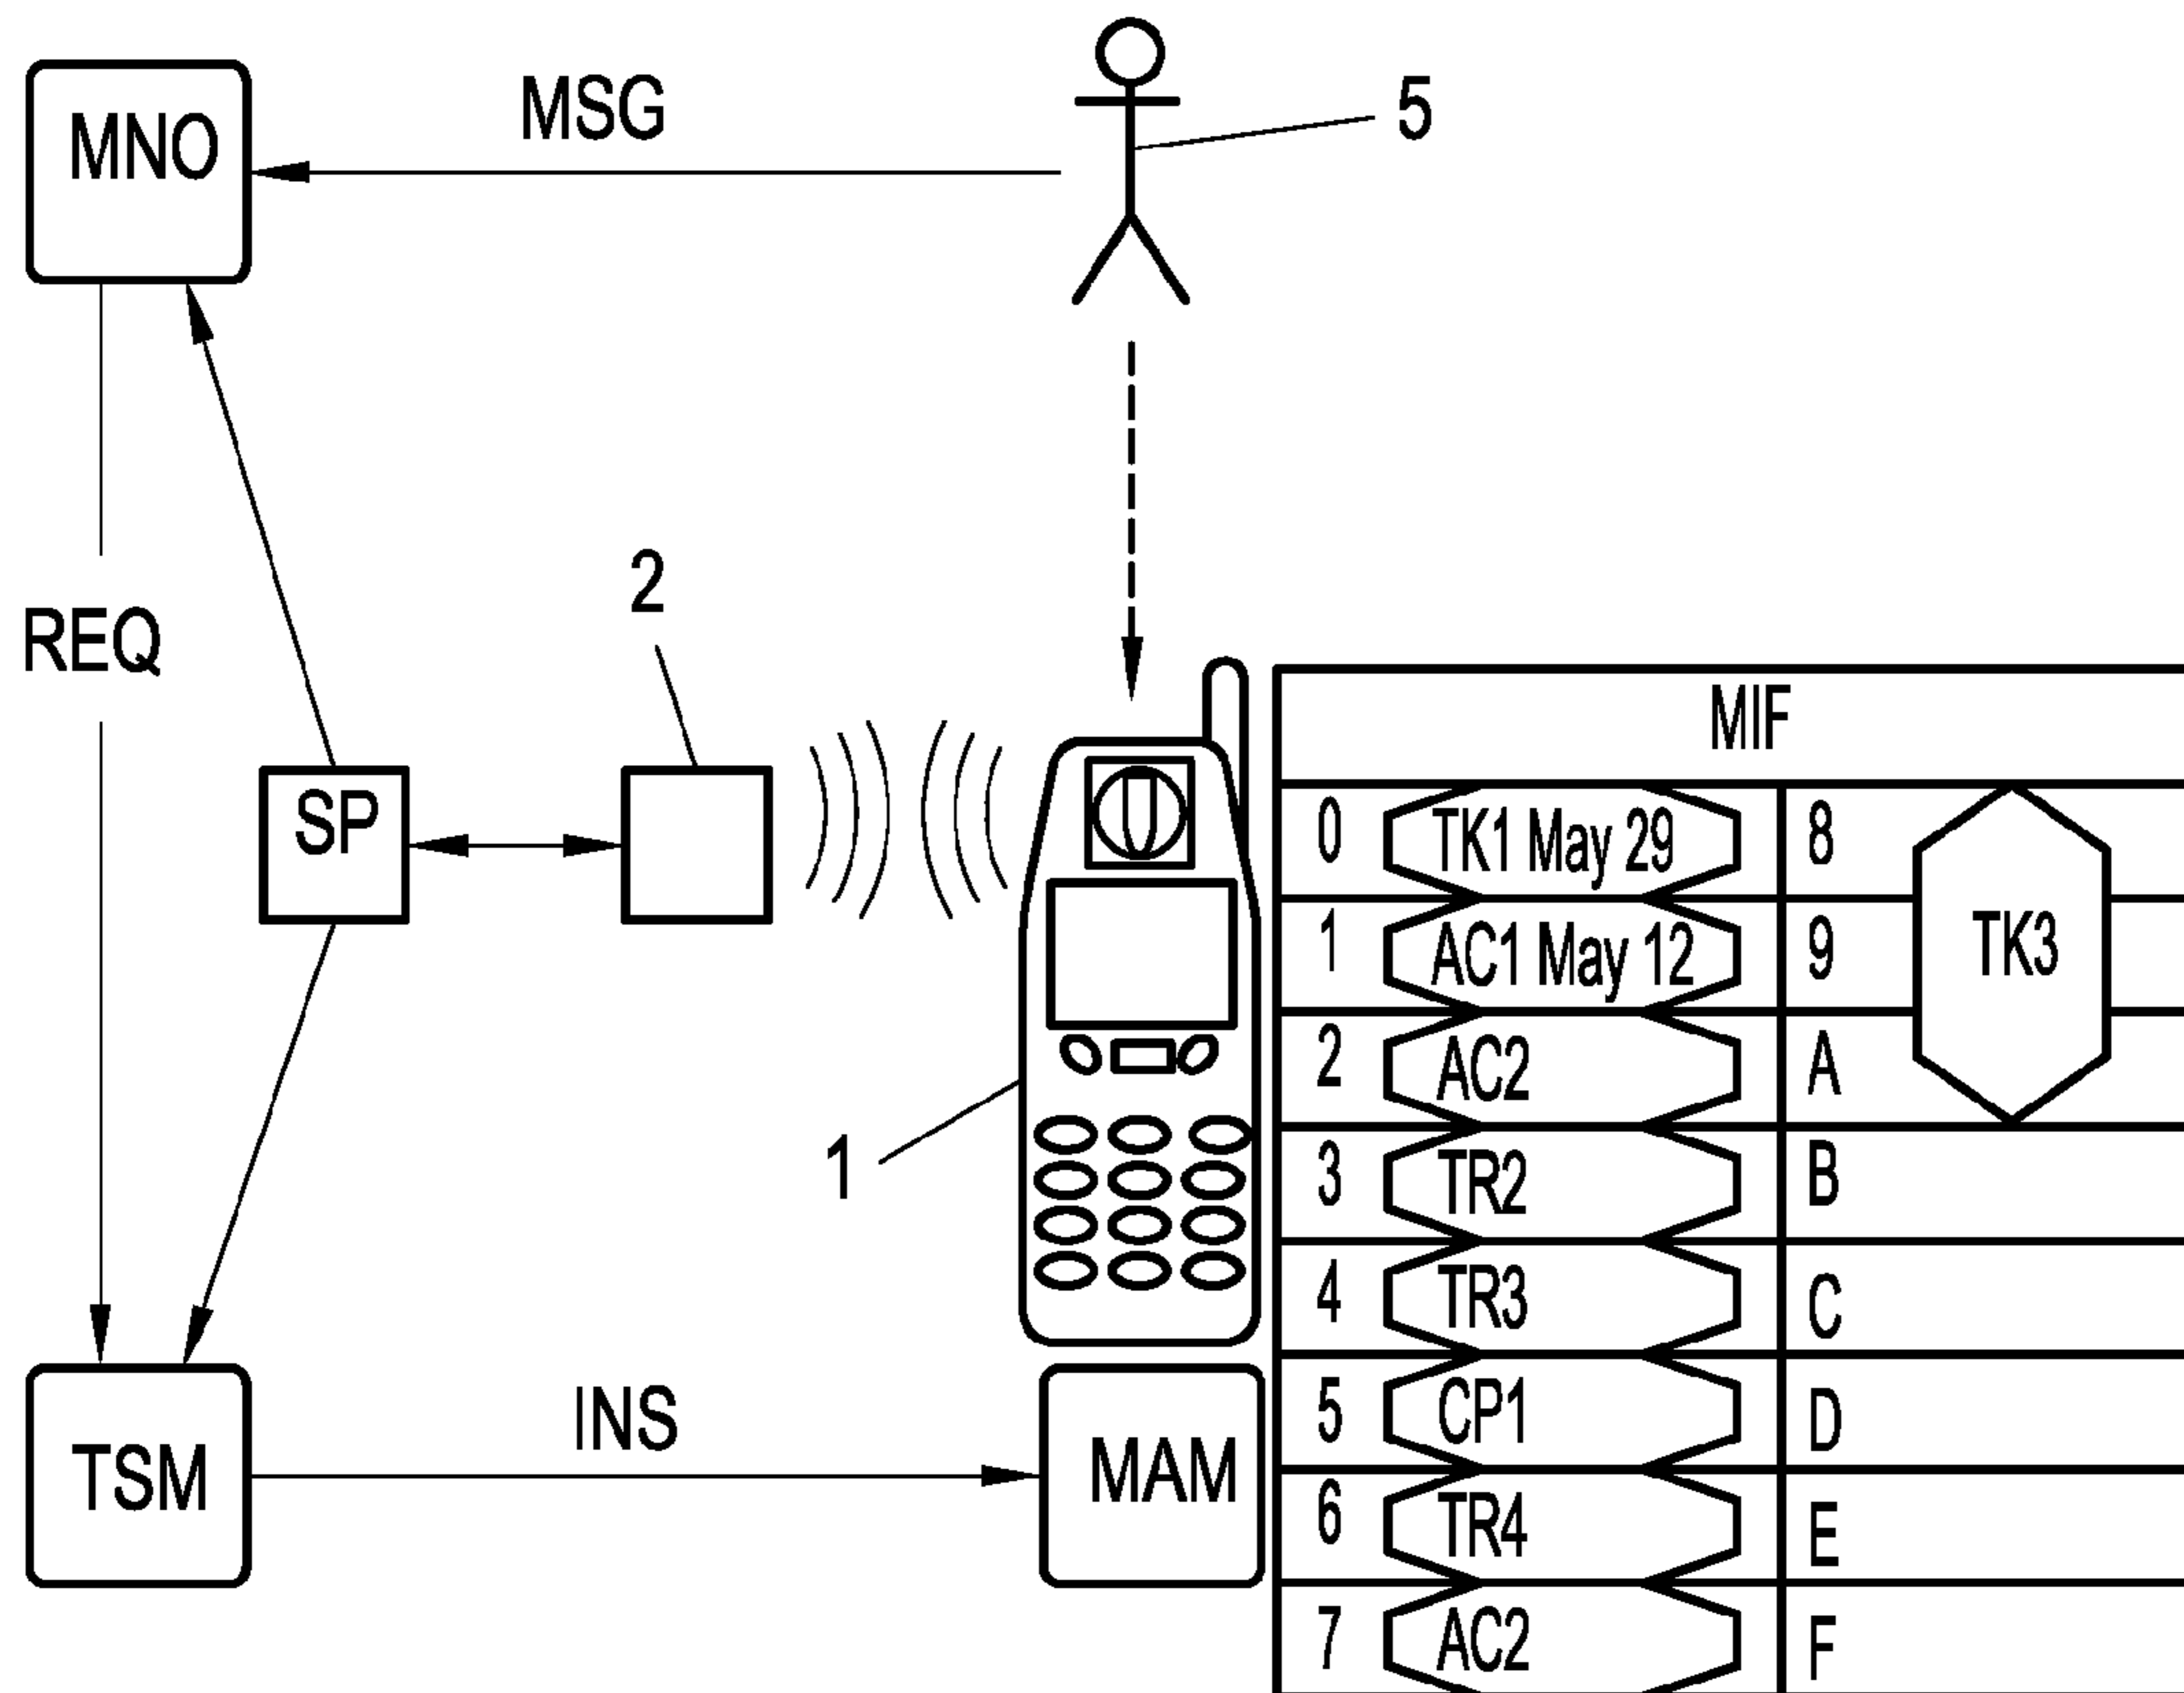 MNO
MSG
5
REQ
2
SP
1
TSM
INS
MAM
MIF
0 TK1 May 29 8
1 AC1 May 12 9 TK3
2 AC2 A
3 TR2 B
4 TR3 C
5 CP1 D
6 TR4 E
7 AC2 F